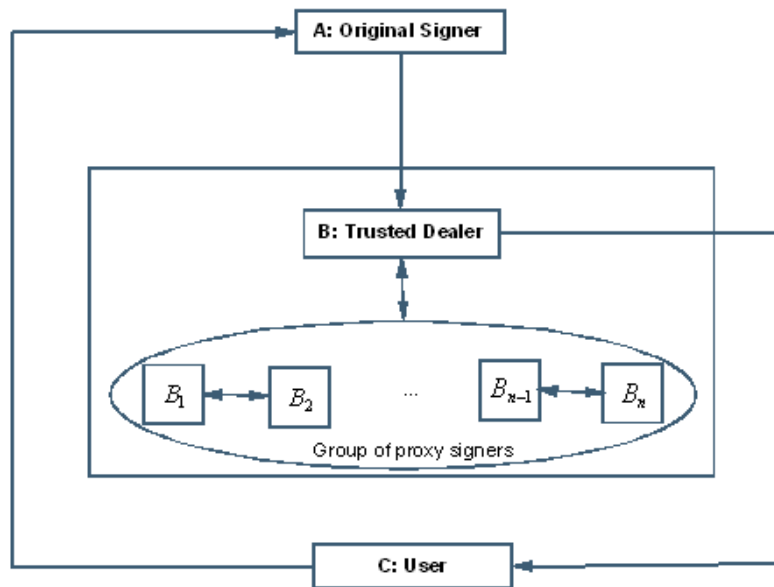 A: Original Signer
B: Trusted Dealer
B₁ B₂ ... Bₙ₋₁ Bₙ
Group of proxy signers
C: User